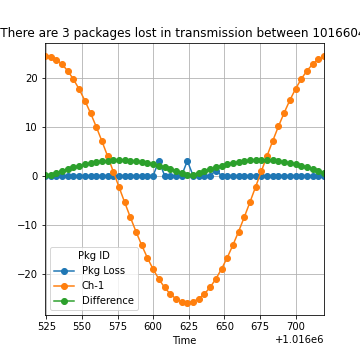 There are 3 packages lost in transmission between 1016604
20
10
0
−10
−20
Pkg ID
Pkg Loss
Ch-1
Difference
525 550 575 600 625 650 675 700
Time
+1.016e6